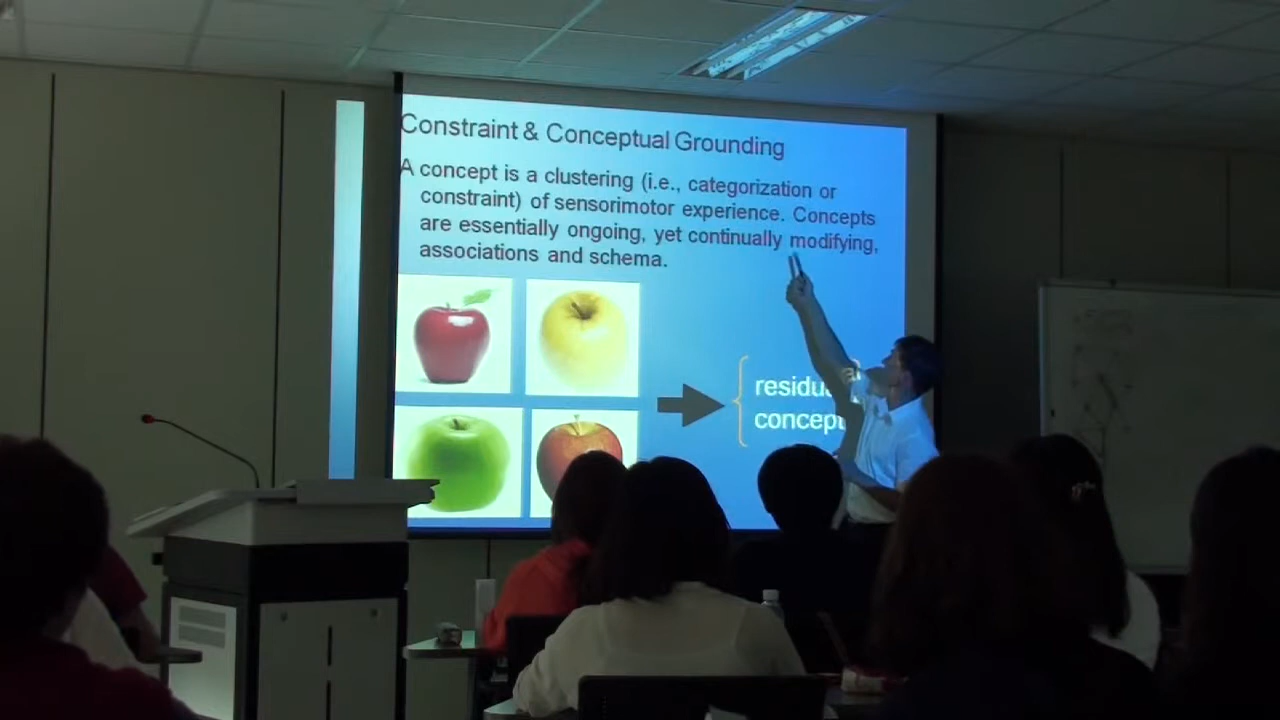 Constraint & Conceptual Grounding
A concept is a clustering (i.e., categorization or
constraint) of sensorimotor experience. Concepts
are essentially ongoing, yet continually modifying,
associations and schema.